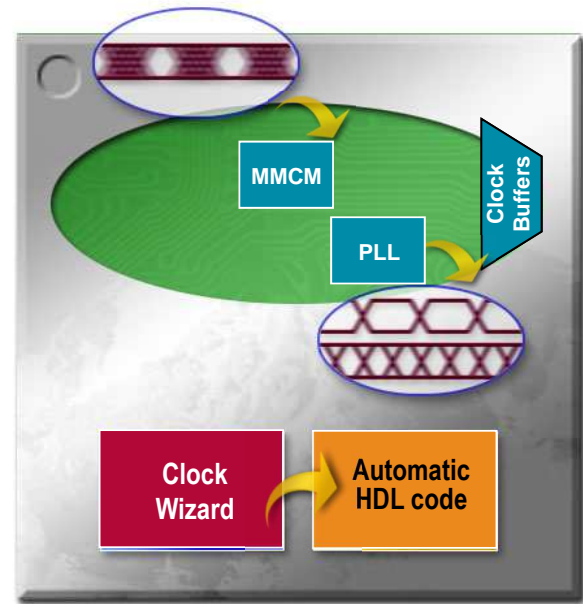 MMCM
Clock
Buffers
PLL
Clock
Wizard
Automatic
HDL code